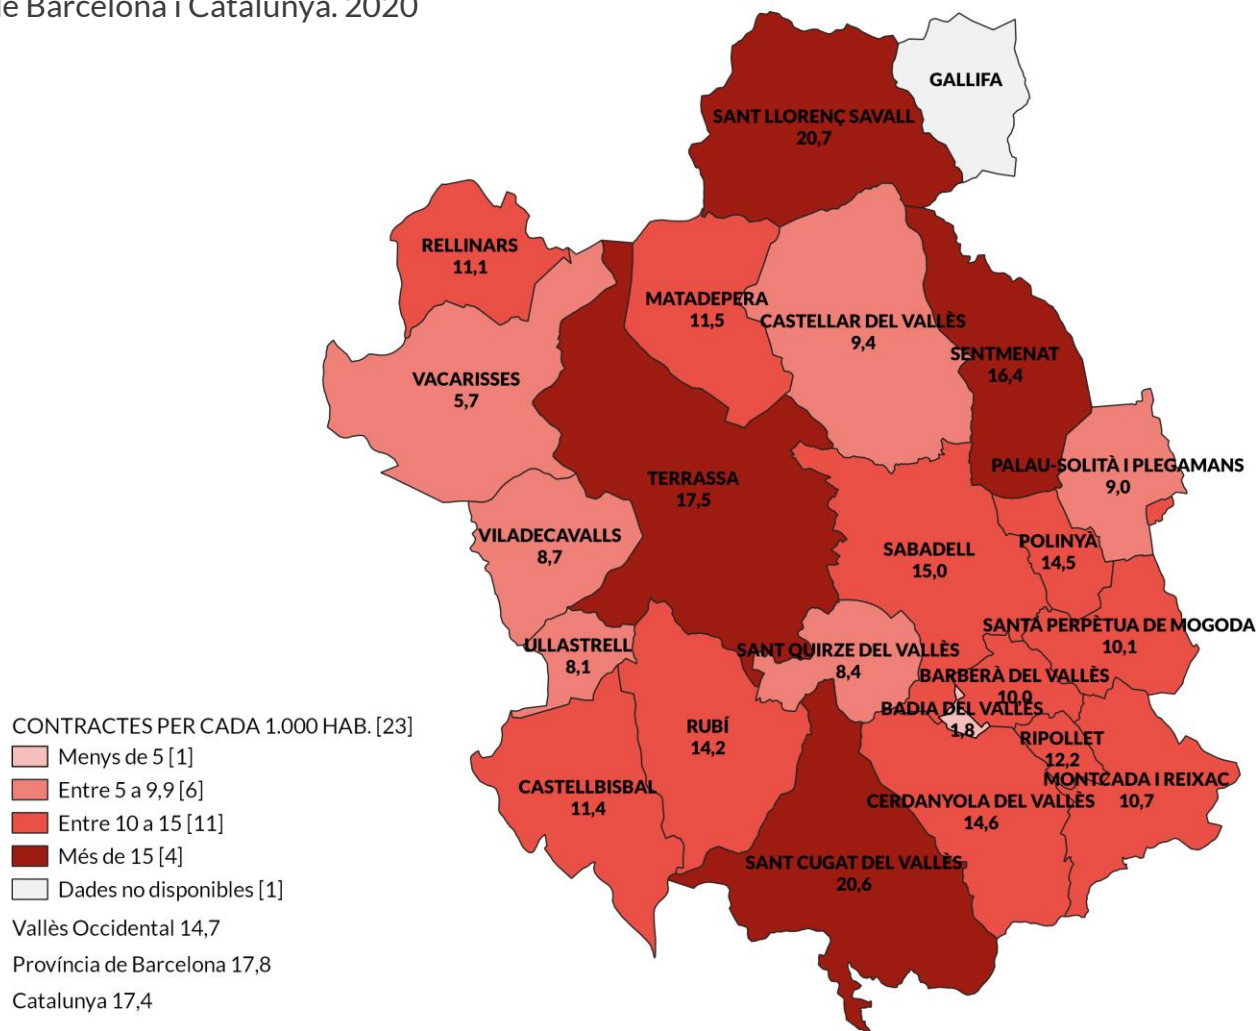 de Barcelona i Catalunya. 2020
GALLIFA
SANT LLORENÇ SAVALL
20,7
RELLINARS
11,1
MATADEPERA
11,5
CASTELLAR DEL VALLÈS
9,4
SENTMENAT
16,4
VACARISSES
5,7
PALAU-SOLITÀ I PLEGAMANS
9,0
TERRASSA
17,5
VILADECAVALLS
8,7
SABADELL
15,0
POLINYÀ
14,5
SANTA PERPÈTUA DE MOGODA
10,1
ULLASTRELL
8,1
SANT QUIRZE DEL VALLÈS
8,4
BARBERÀ DEL VALLÈS
10,0
BADIA DEL VALLÈS
1,8
RUBÍ
14,2
RIPOLLET
12,2
CASTELLBISBAL
11,4
MONTCADA I REIXAC
10,7
CERDANYOLA DEL VALLÈS
14,6
SANT CUGAT DEL VALLÈS
20,6
CONTRACTES PER CADA 1.000 HAB. [23]
Menys de 5 [1]
Entre 5 a 9,9 [6]
Entre 10 a 15 [11]
Més de 15 [4]
Dades no disponibles [1]
Vallès Occidental 14,7
Província de Barcelona 17,8
Catalunya 17,4